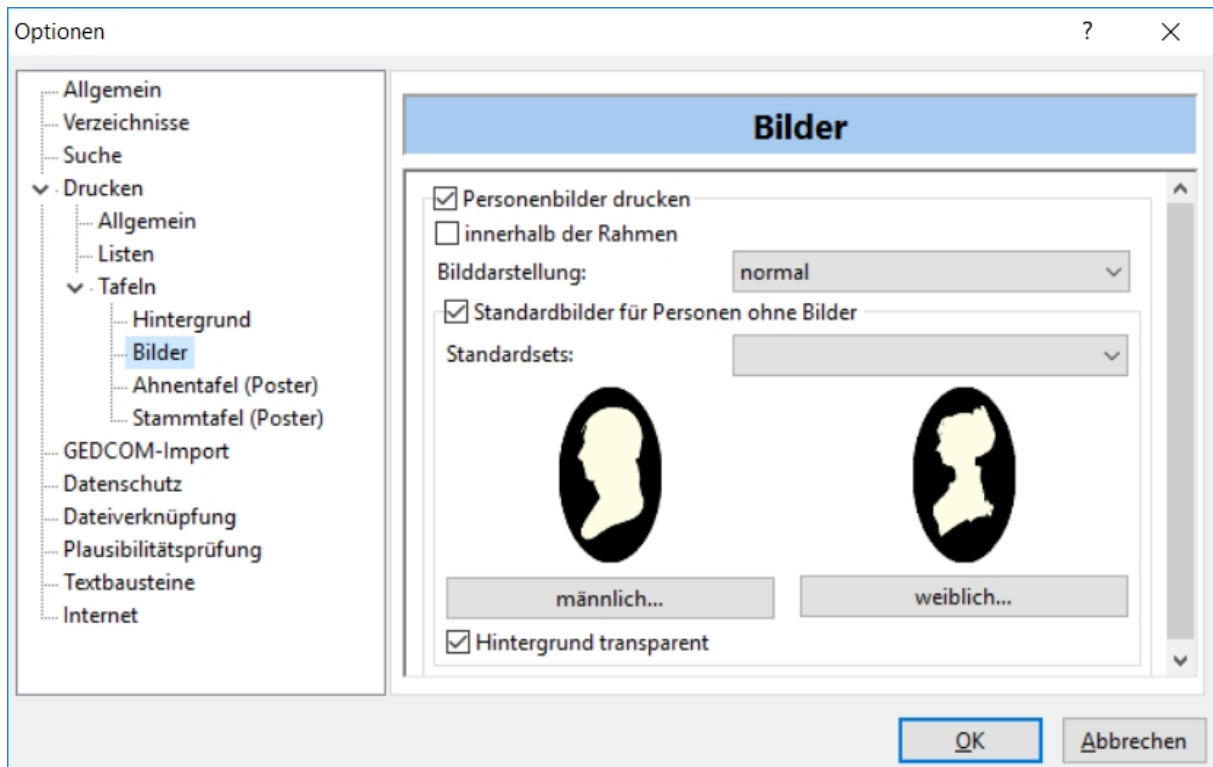 Optionen
?
Allgemein
Verzeichnisse
Suche
Drucken
Allgemein
Listen
Tafeln
Hintergrund
Bilder
Ahnentafel (Poster)
Stammtafel (Poster)
GEDCOM-Import
Datenschutz
Dateiverknüpfung
Plausibilitätsprüfung
Textbausteine
Internet
Bilder
Personenbilder drucken
innerhalb der Rahmen
Bilddarstellung: normal
Standardbilder für Personen ohne Bilder
Standardsets:
männlich... weiblich...
Hintergrund transparent
OK Abbrechen